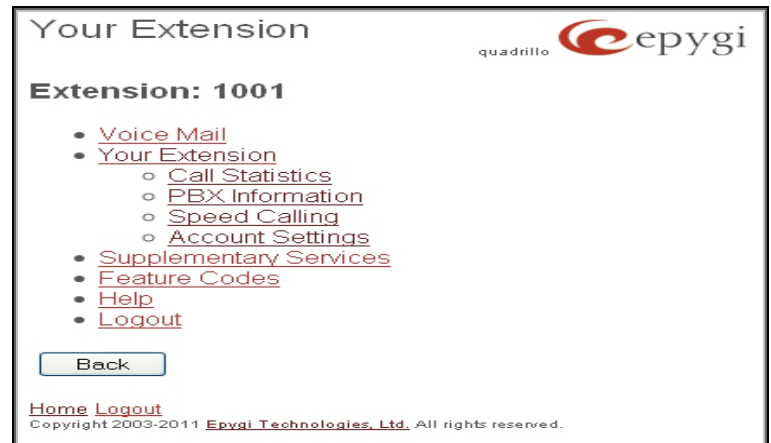 Your Extension
quadrillo epygi
Extension: 1001
Voice Mail
Your Extension
Call Statistics
PBX Information
Speed Calling
Account Settings
Supplementary Services
Feature Codes
Help
Logout
Back
Home Logout
Copyright 2003-2011 Epygi Technologies, Ltd. All rights reserved.